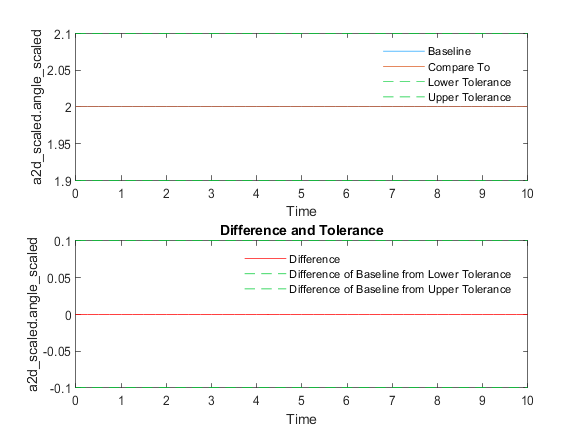 2.1
2.05
2
1.95
1.9
a2d_scaled.angle_scaled
Baseline
Compare To
Lower Tolerance
Upper Tolerance
0 1 2 3 4 5 6 7 8 9 10
Time
Difference and Tolerance
0.1
0.05
0
-0.05
-0.1
a2d_scaled.angle_scaled
Difference
Difference of Baseline from Lower Tolerance
Difference of Baseline from Upper Tolerance
0 1 2 3 4 5 6 7 8 9 10
Time